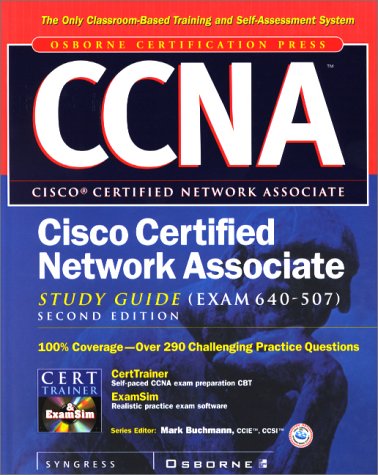 The Only Classroom-Based Training and Self-Assessment System
OSBORNE CERTIFICATION PRESS
CCNA™
CISCO® CERTIFIED NETWORK ASSOCIATE
Cisco Certified
Network Associate
STUDY GUIDE (EXAM 640-507)
SECOND EDITION
100% Coverage—Over 290 Challenging Practice Questions
CERT
TRAINER
& ExamSim
CertTrainer
Self-paced CCNA exam preparation CBT
ExamSim
Realistic practice exam software
Series Editor: Mark Buchmann, CCIE™, CCSI™
SYNGRESS
OSBORNE